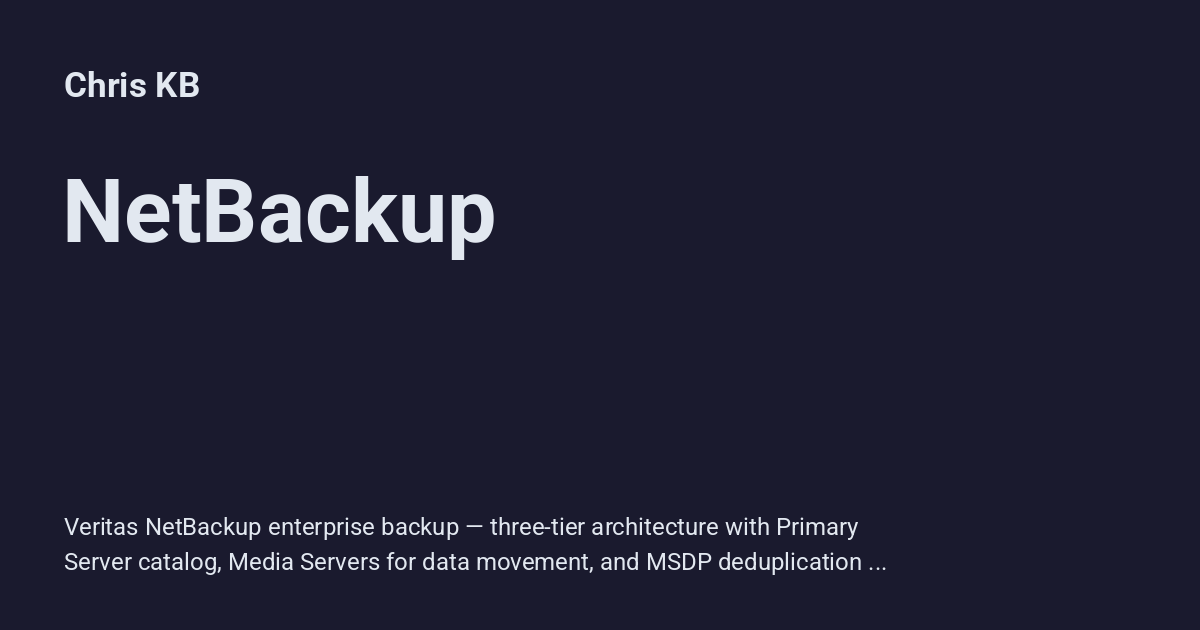 Chris KB
NetBackup
Veritas NetBackup enterprise backup — three-tier architecture with Primary
Server catalog, Media Servers for data movement, and MSDP deduplication ...